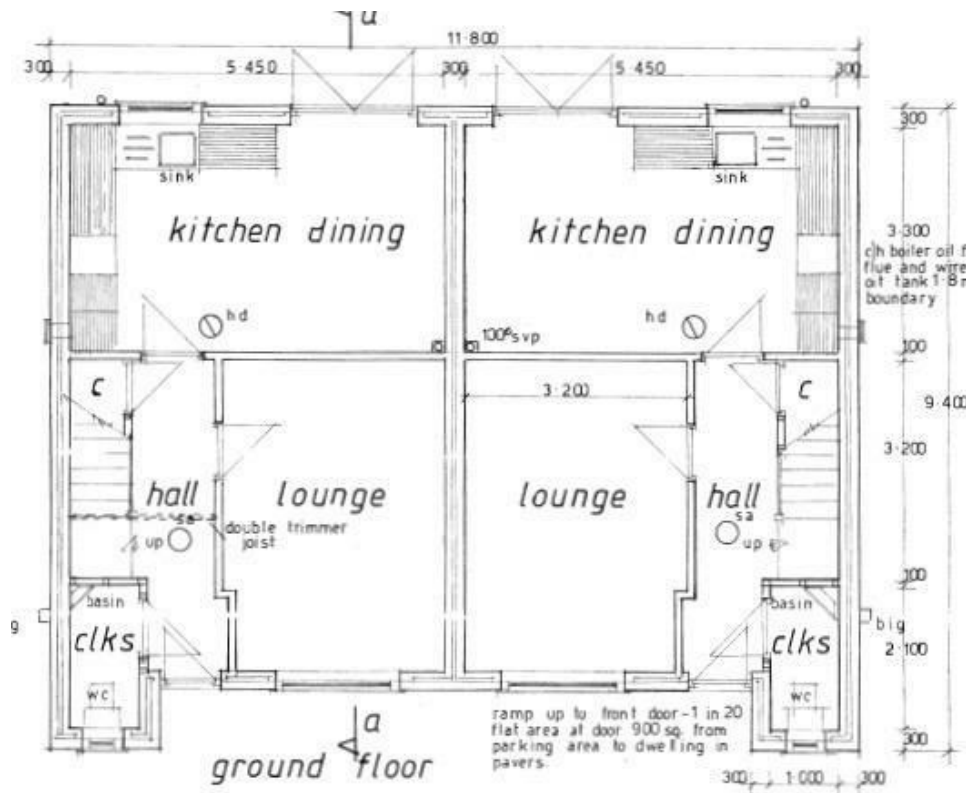 a
11·800
300 5·450 300 5·450 300
sink
sink
300
kitchen dining
kitchen dining
3·300
c/h boiler oil f
flue and wire
oil tank 1·8m
boundary
hd
100ø svp
hd
100
c
3·200
c
9·400
3·200
hall
lounge
lounge
hall
sa
double trimmer
joist
sa
up
up
100
basin
basin
clks
clks
g
big
2·100
wc
wc
ramp up to front door - 1 in 20
flat area at door 900 sq. from
parking area to dwelling in
pavers.
a
ground floor
300
300 1·000 300